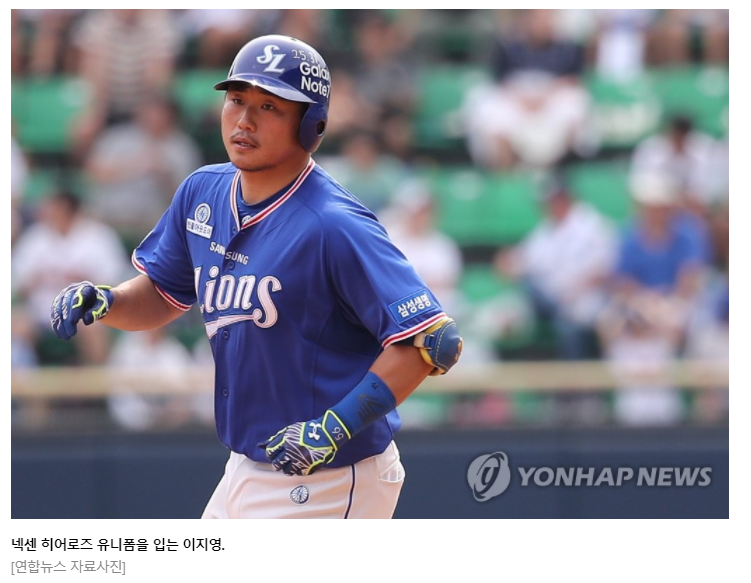 SL
Galaxy
Note
SAMSUNG
Lions
삼성생명
56
YONHAP NEWS
넥센 히어로즈 유니폼을 입는 이지영.
[연합뉴스 자료사진]